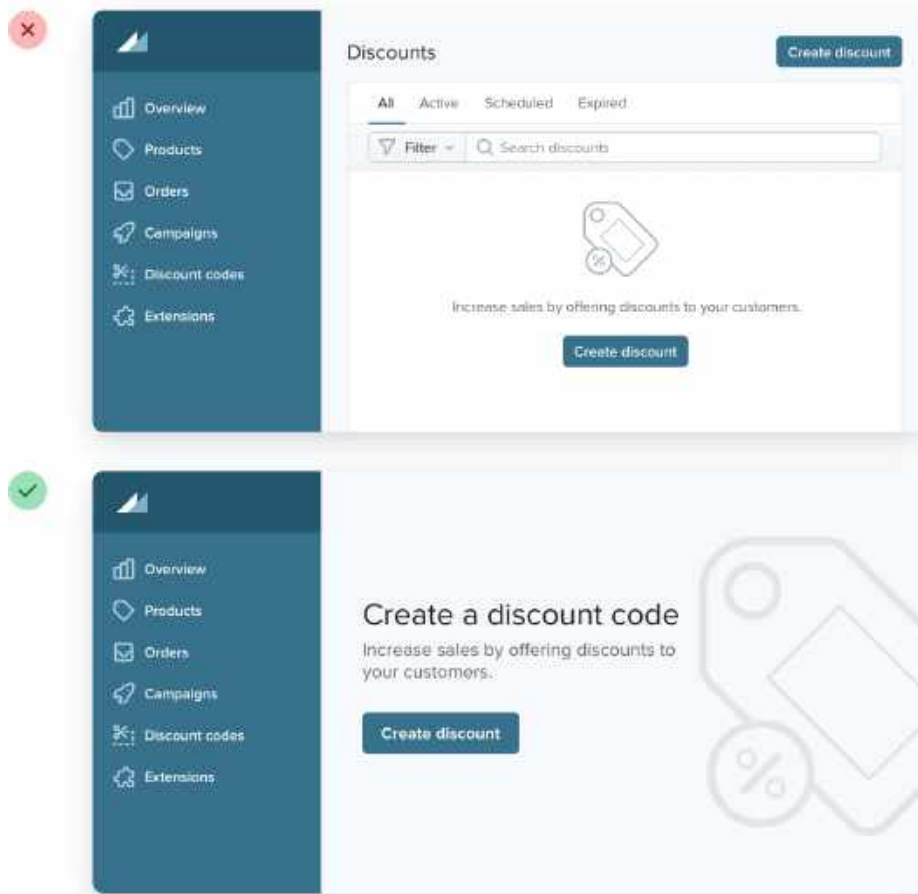 Discounts
Create discount
Overview
Products
Orders
Campaigns
Discount codes
Extensions
All Active Scheduled Expired
Filter Search discounts
Increase sales by offering discounts to your customers.
Create discount
Overview
Products
Orders
Campaigns
Discount codes
Extensions
Create a discount code
Increase sales by offering discounts to
your customers.
Create discount
%